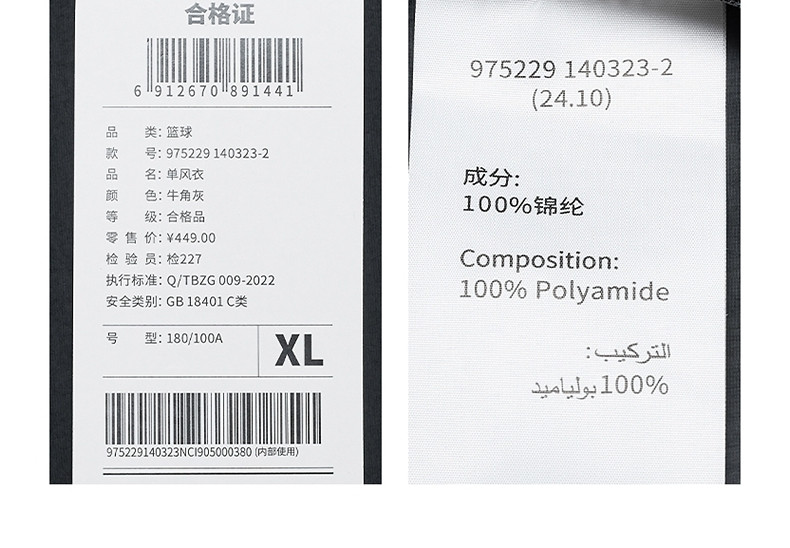 合格证
6 912670 891441
品 类: 篮球
款 号: 975229 140323-2
品 名: 单风衣
颜 色: 牛角灰
等 级: 合格品
零 售 价: ¥449.00
检 验 员: 检227
执行标准: Q/TBZG 009-2022
安全类别: GB 18401 C类
号 型: 180/100A
XL
975229140323NCI905000380 (内部使用)
975229 140323-2
(24.10)
成分:
100%锦纶
Composition:
100% Polyamide
التركيب:
100%بولياميد